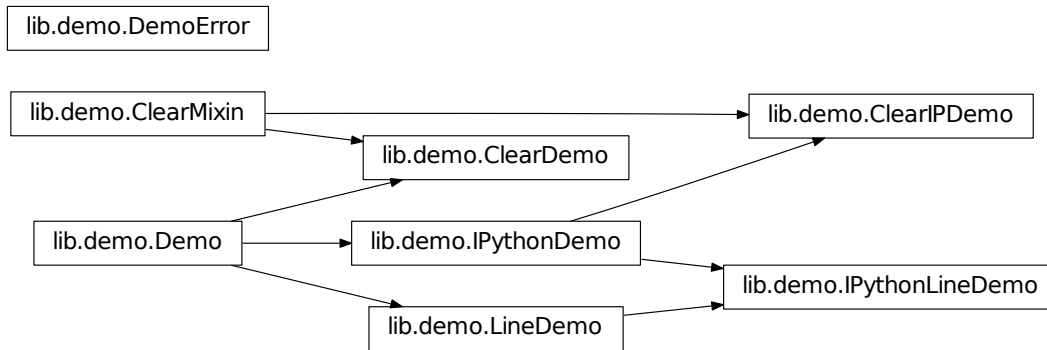 lib.demo.DemoError
lib.demo.ClearMixin
lib.demo.ClearIPDemo
lib.demo.ClearDemo
lib.demo.Demo
lib.demo.IPythonDemo
lib.demo.IPythonLineDemo
lib.demo.LineDemo